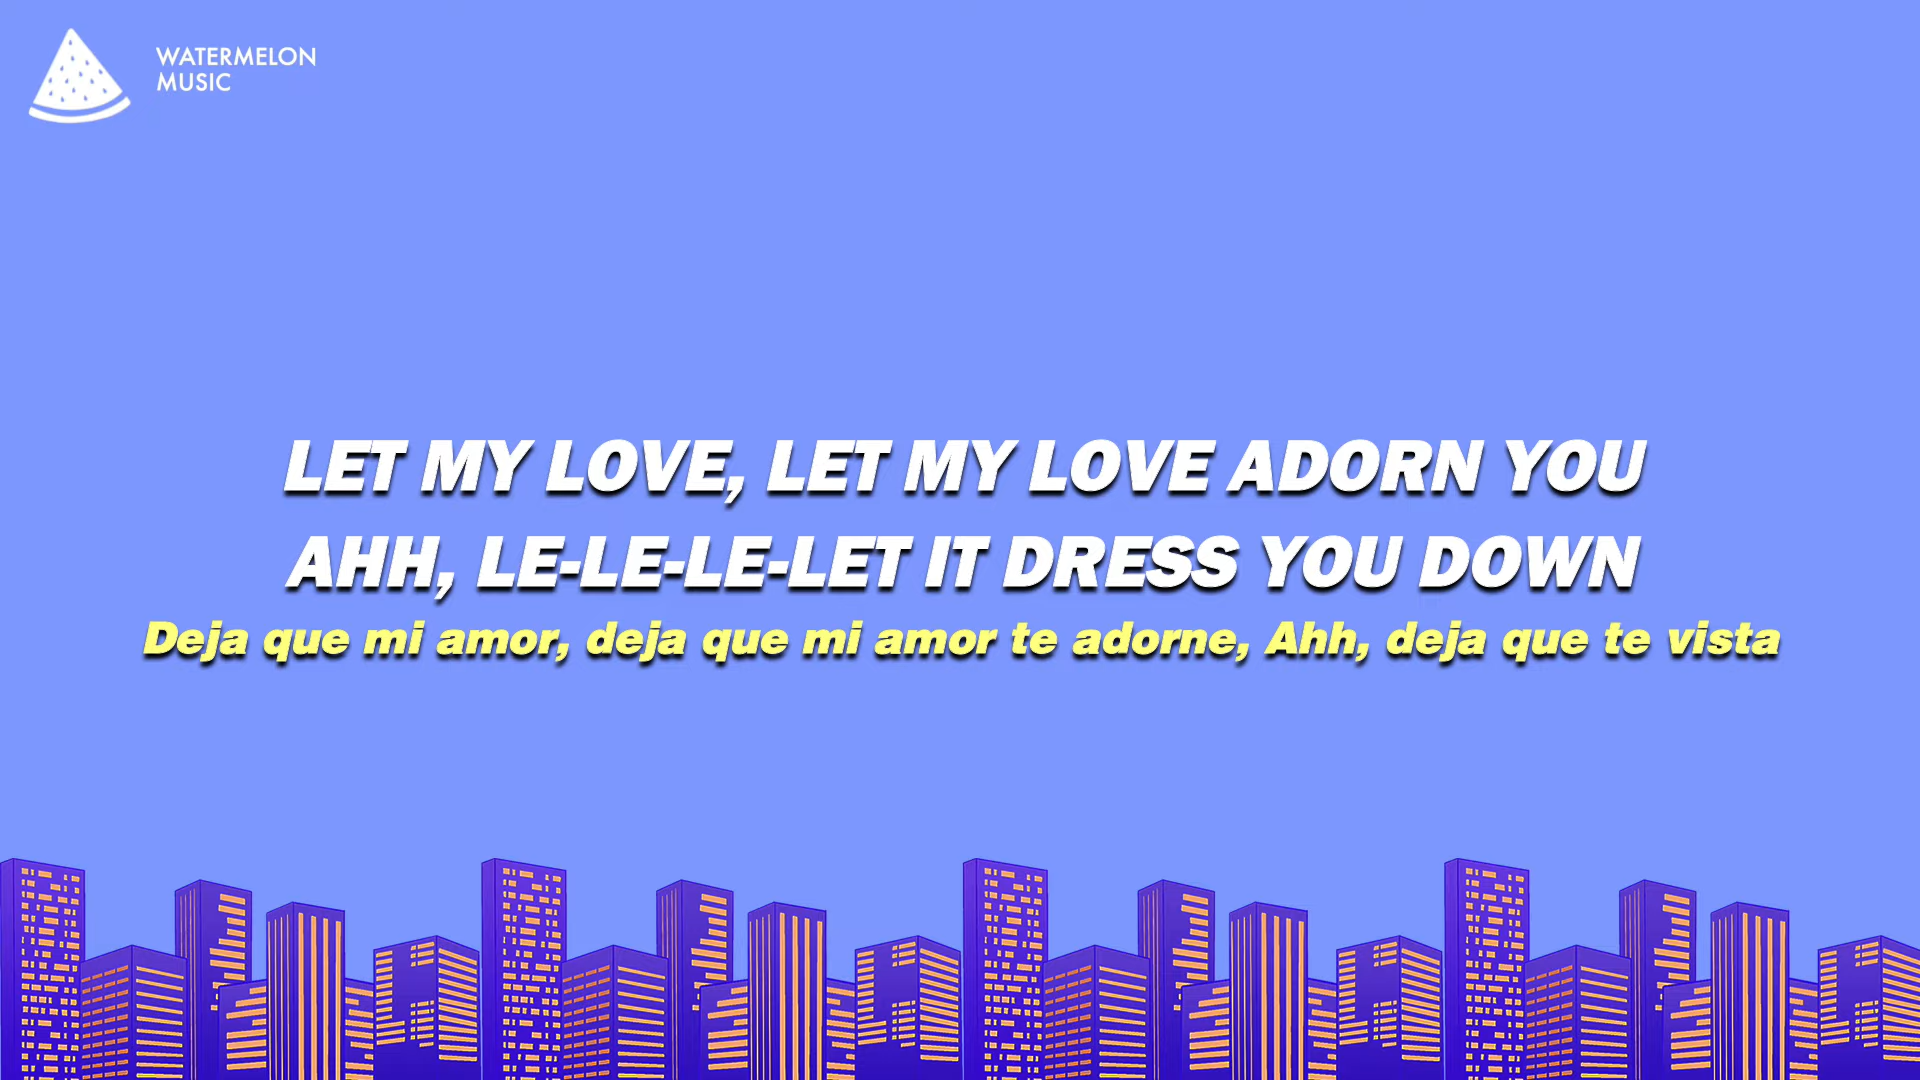 WATERMELON
MUSIC
LET MY LOVE, LET MY LOVE ADORN YOU
AHH, LE-LE-LE-LET IT DRESS YOU DOWN
Deja que mi amor, deja que mi amor te adorne, Ahh, deja que te vista